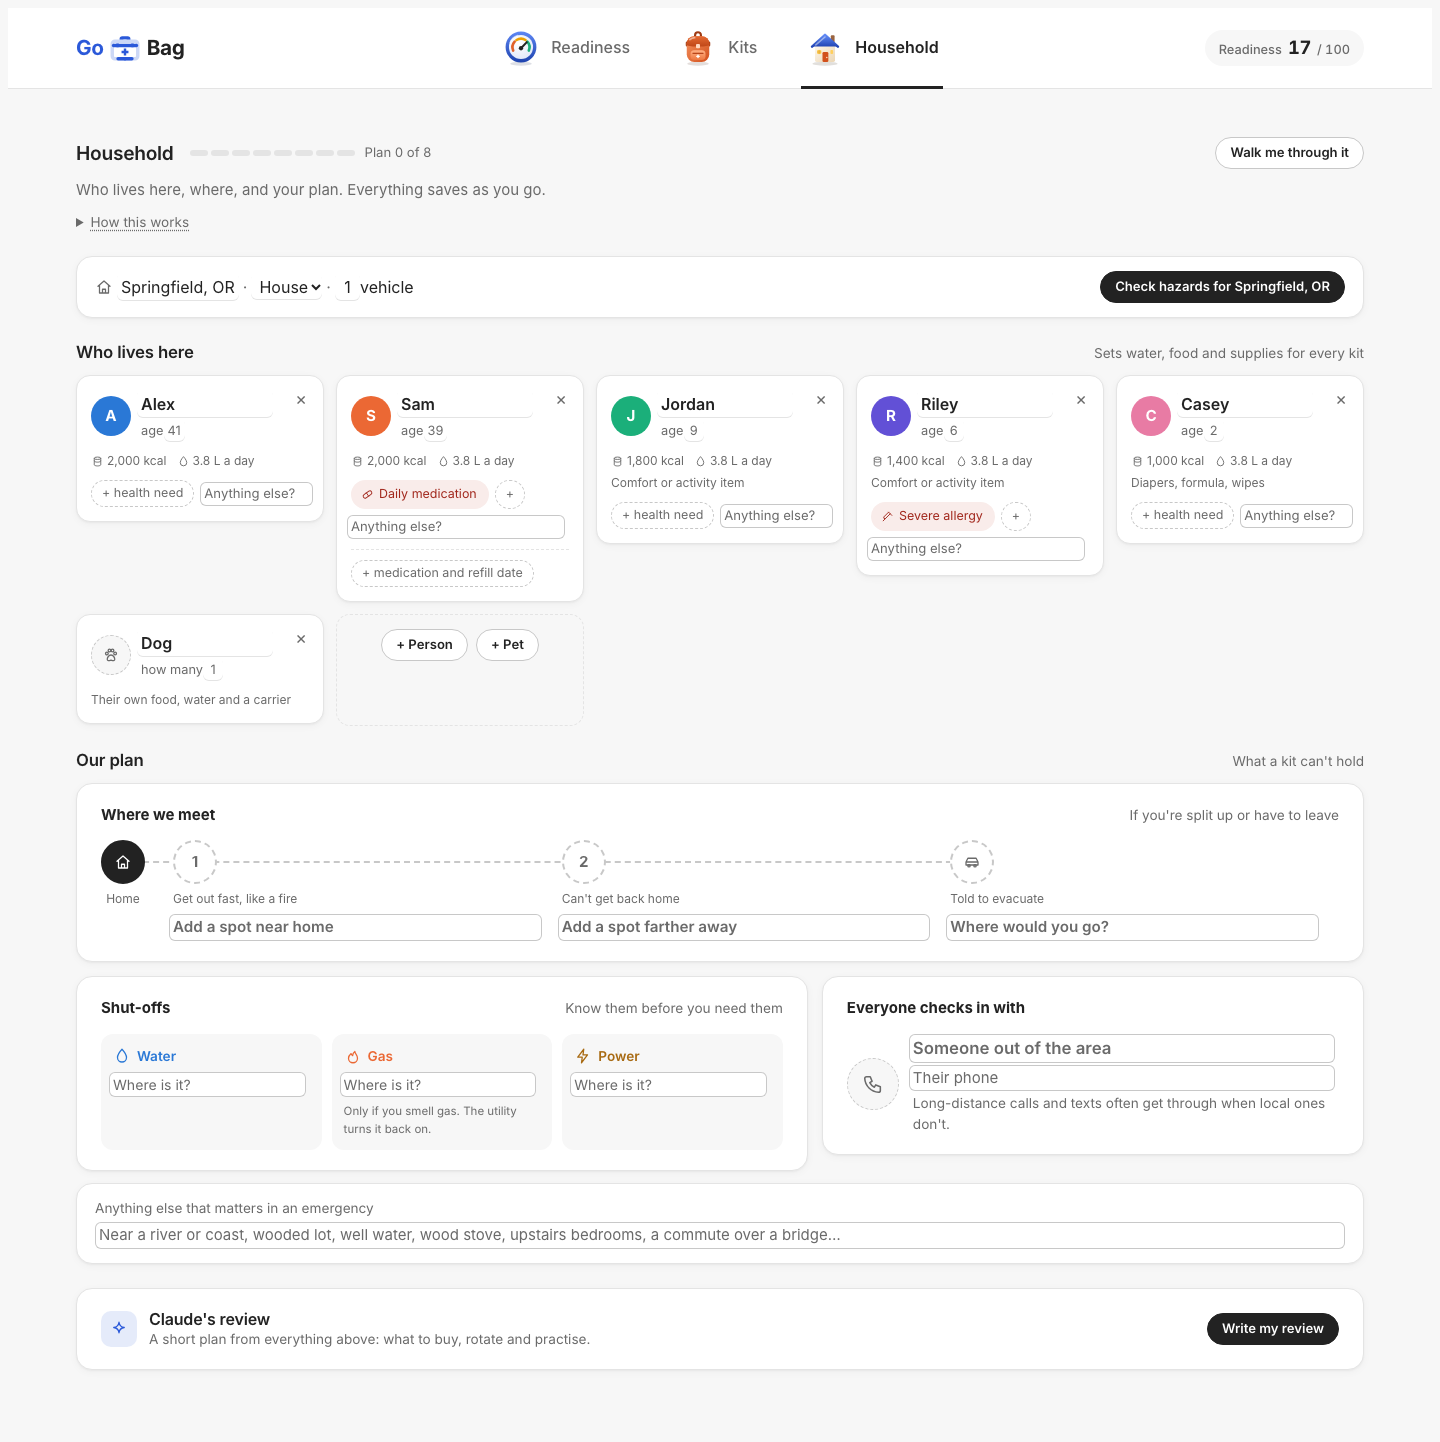 Go Bag
Readiness
Kits
Household
Readiness 17 / 100
Household
Plan 0 of 8
Walk me through it
Who lives here, where, and your plan. Everything saves as you go.
How this works
Springfield, OR · House · 1 vehicle
Check hazards for Springfield, OR
Who lives here
Sets water, food and supplies for every kit
A
Alex
age 41
2,000 kcal 3.8 L a day
+ health need
Anything else?
S
Sam
age 39
2,000 kcal 3.8 L a day
Daily medication
+
Anything else?
+ medication and refill date
J
Jordan
age 9
1,800 kcal 3.8 L a day
Comfort or activity item
+ health need
Anything else?
R
Riley
age 6
1,400 kcal 3.8 L a day
Comfort or activity item
Severe allergy
+
Anything else?
C
Casey
age 2
1,000 kcal 3.8 L a day
Diapers, formula, wipes
+ health need
Anything else?
Dog
how many 1
Their own food, water and a carrier
+ Person
+ Pet
Our plan
What a kit can't hold
Where we meet
If you're split up or have to leave
Home
1
Get out fast, like a fire
Add a spot near home
2
Can't get back home
Add a spot farther away
Told to evacuate
Where would you go?
Shut-offs
Know them before you need them
Water
Where is it?
Gas
Where is it?
Only if you smell gas. The utility
turns it back on.
Power
Where is it?
Everyone checks in with
Someone out of the area
Their phone
Long-distance calls and texts often get through when local ones
don't.
Anything else that matters in an emergency
Near a river or coast, wooded lot, well water, wood stove, upstairs bedrooms, a commute over a bridge...
Claude's review
A short plan from everything above: what to buy, rotate and practise.
Write my review